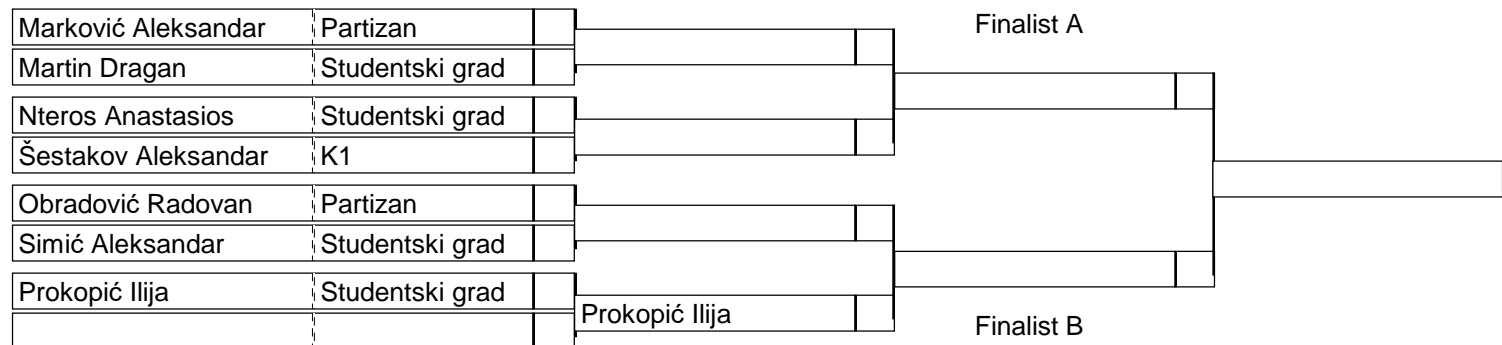 Marković Aleksandar Partizan
Finalist A
Martin Dragan Studentski grad
Nteros Anastasios Studentski grad
Šestakov Aleksandar K1
Obradović Radovan Partizan
Simić Aleksandar Studentski grad
Prokopić Ilija Studentski grad
Prokopić Ilija
Finalist B